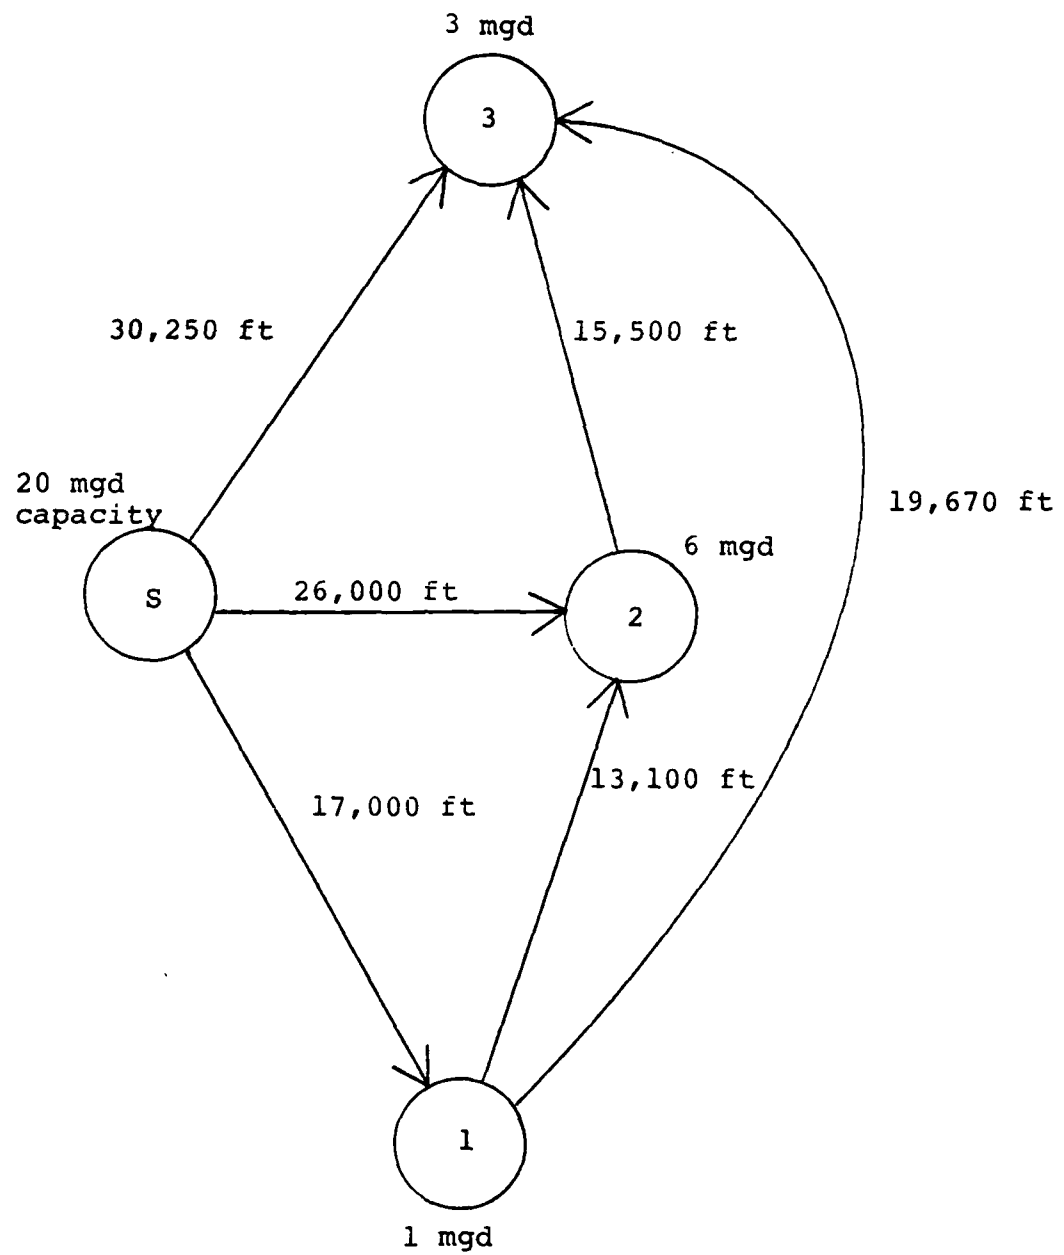 3 mgd
3
30,250 ft
15,500 ft
20 mgd
capacity
19,670 ft
6 mgd
S
26,000 ft
2
13,100 ft
17,000 ft
1
1 mgd